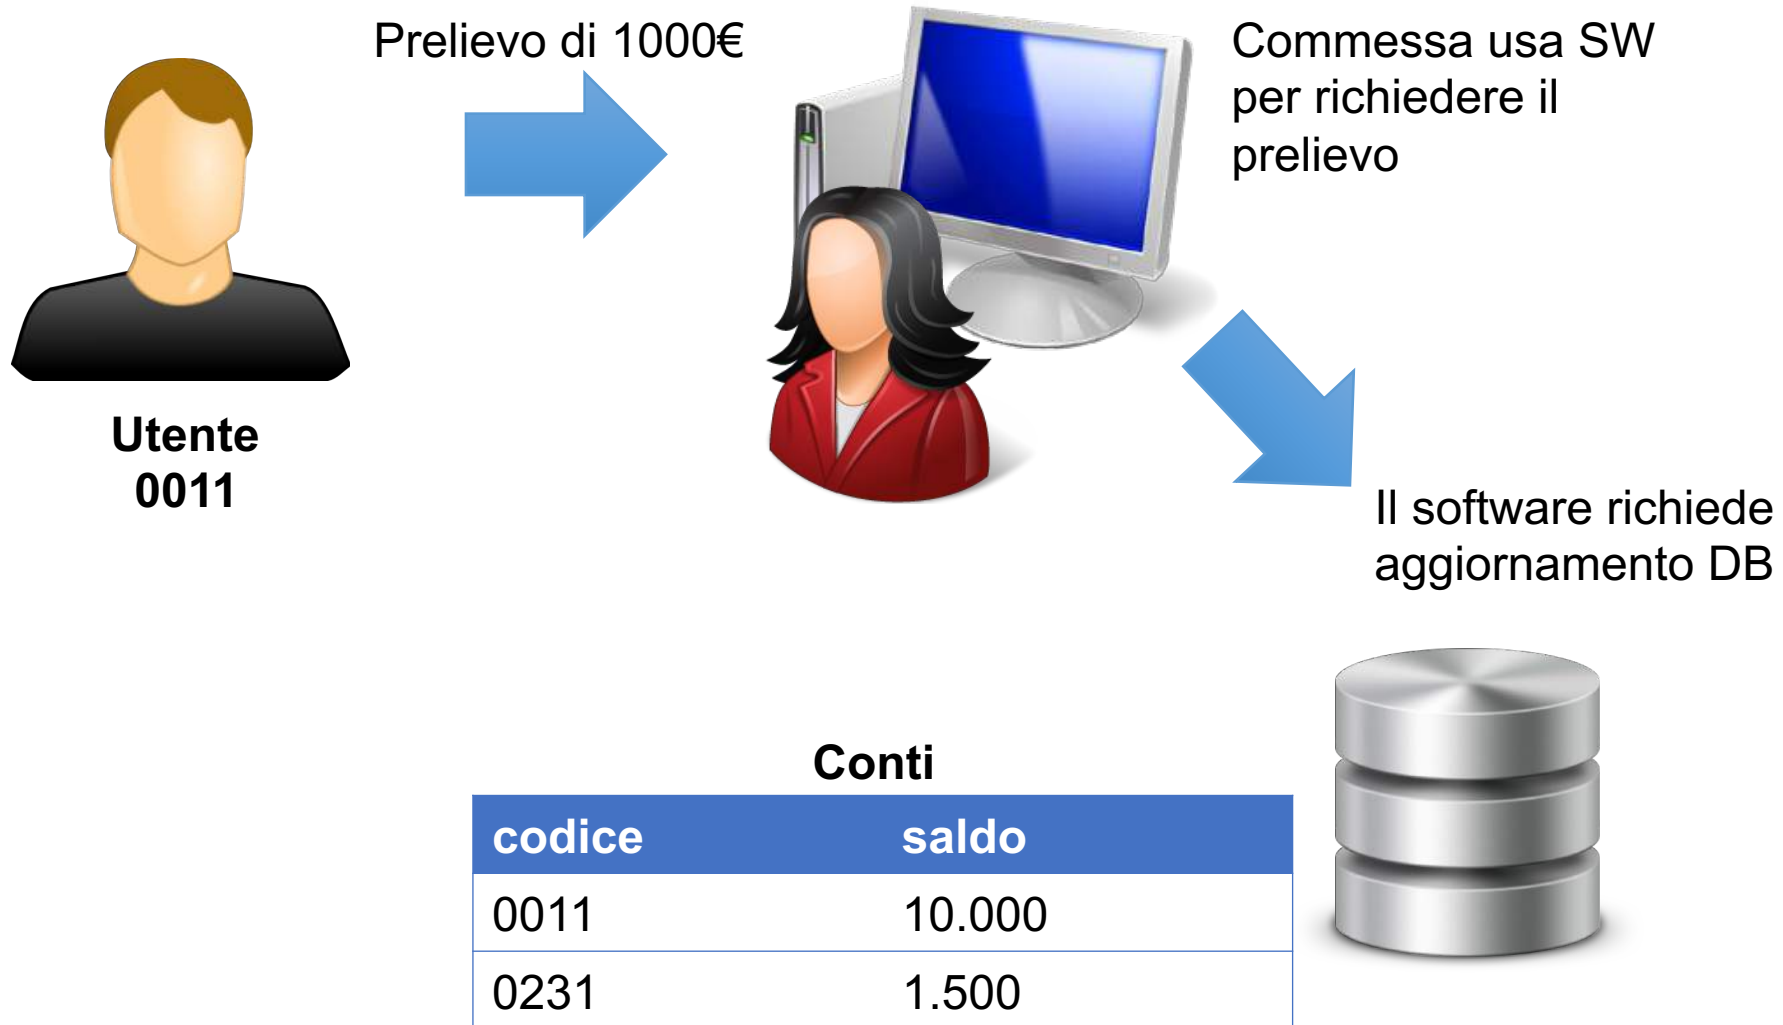 Prelievo di 1000€
Commessa usa SW
per richiedere il
prelievo
Utente
0011
Il software richiede
aggiornamento DB
Conti
codice saldo
0011 10.000
0231 1.500